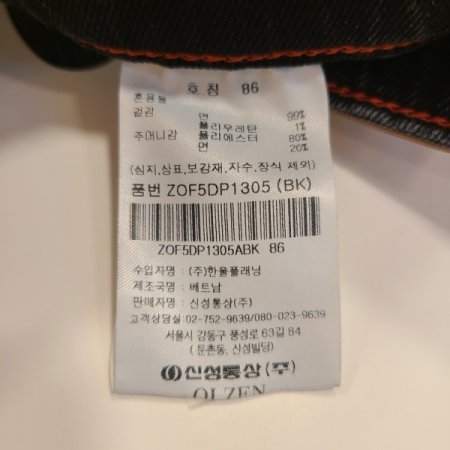 호칭 86
혼용율
겉감 면 99%
폴리우레탄 1%
주머니감 폴리에스터 80%
면 20%
(심지,상표,보강재,자수,장식 제외)
품번 ZOF5DP1305 (BK)
ZOF5DP1305ABK 86
수입자명 : (주)한율플래닝
제조국명 : 베트남
판매자명 : 신성통상(주)
고객상담실:02-752-9639/080-023-9639
서울시 강동구 풍성로 63길 84
( 둔촌동, 신성빌딩)
신성통상(주)
OLZEN